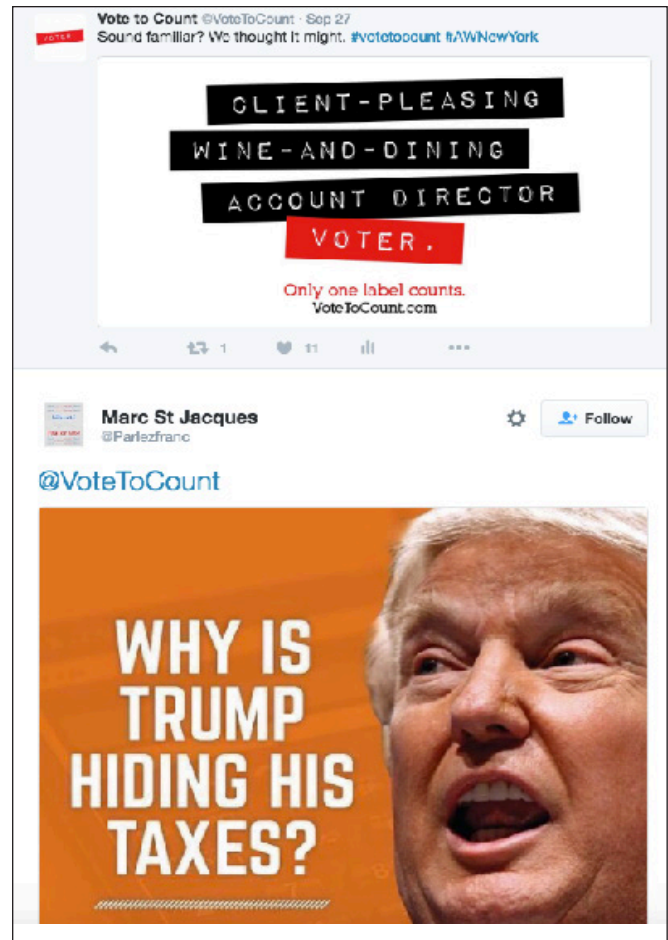 VOTER
Vote to Count @VoteToCount · Sep 27
Sound familiar? We thought it might. #votetocount #AWNewYork
CLIENT-PLEASING
WINE-AND-DINING
ACCOUNT DIRECTOR
VOTER.
Only one label counts.
VoteToCount.com
1
11
Marc St Jacques
@Parlezfranc
Follow
@VoteToCount
WHY IS
TRUMP
HIDING HIS
TAXES?